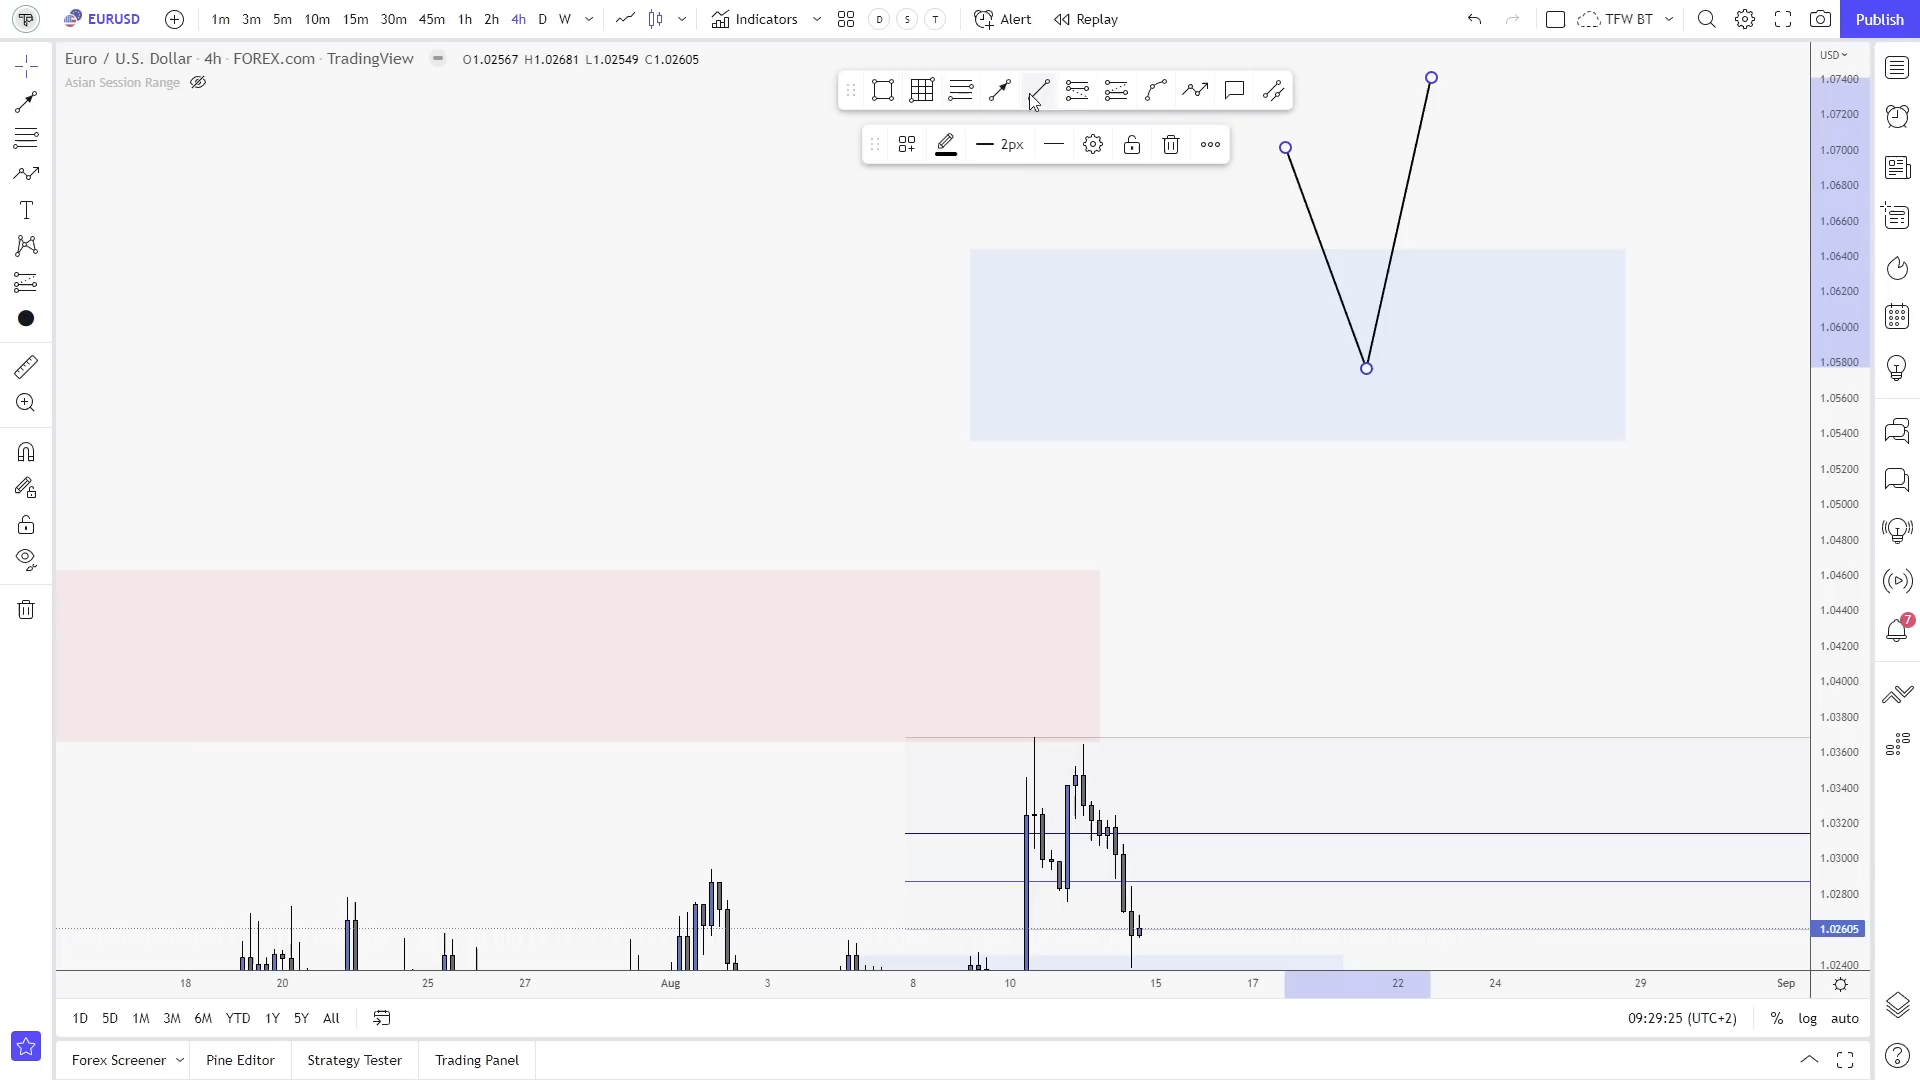 EURUSD
1m 3m 5m 10m 15m 30m 45m 1h 2h 4h D W
Indicators
D S T
Alert
Replay
TFW BT
Publish
Euro / U.S. Dollar · 4h · FOREX.com · TradingView
O1.02567 H1.02681 L1.02549 C1.02605
Asian Session Range
2px
T
USD
1.07400
1.07200
1.07000
1.06800
1.06600
1.06400
1.06200
1.06000
1.05800
1.05600
1.05400
1.05200
1.05000
1.04800
1.04600
1.04400
1.04200
1.04000
1.03800
1.03600
1.03400
1.03200
1.03000
1.02800
1.02605
1.02400
7
18 20 25 27 Aug 3 8 10 15 17 22 24 29 Sep
1D 5D 1M 3M 6M YTD 1Y 5Y All
09:29:25 (UTC+2)
% log auto
Forex Screener
Pine Editor
Strategy Tester
Trading Panel